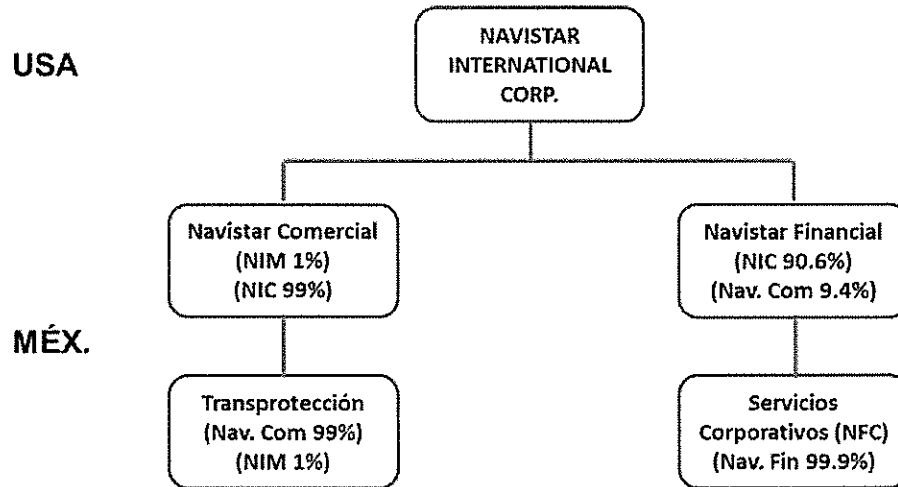 USA
NAVISTAR
INTERNATIONAL
CORP.
Navistar Comercial
(NIM 1%)
(NIC 99%)
Navistar Financial
(NIC 90.6%)
(Nav. Com 9.4%)
MÉX.
Transprotección
(Nav. Com 99%)
(NIM 1%)
Servicios
Corporativos (NFC)
(Nav. Fin 99.9%)